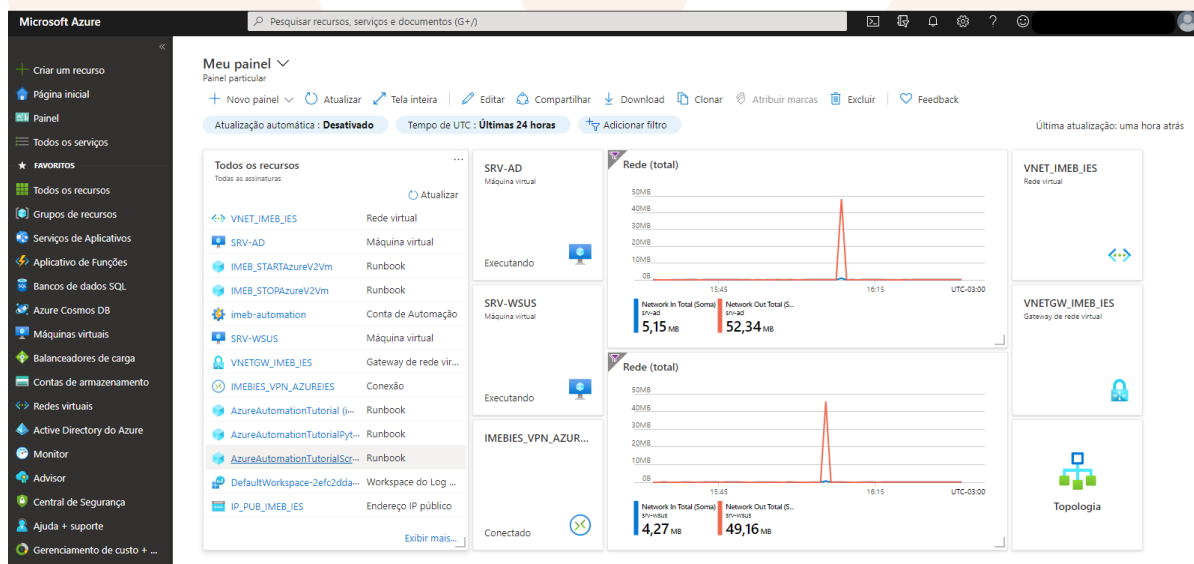 Microsoft Azure
Pesquisar recursos, serviços e documentos (G+/)
Criar um recurso
Página inicial
Painel
Todos os serviços
FAVORITOS
Todos os recursos
Grupos de recursos
Serviços de Aplicativos
Aplicativo de Funções
Bancos de dados SQL
Azure Cosmos DB
Máquinas virtuais
Balanceadores de carga
Contas de armazenamento
Redes virtuais
Active Directory do Azure
Monitor
Advisor
Central de Segurança
Ajuda + suporte
Gerenciamento de custo + ...
Meu painel
Painel particular
Novo painel Atualizar Tela inteira Editar Compartilhar Download Clonar Atribuir marcas Excluir Feedback
Atualização automática : Desativado Tempo de UTC : Últimas 24 horas Adicionar filtro Última atualização: uma hora atrás
Todos os recursos
Todas as assinaturas
Atualizar
VNET_IMEB_IES Rede virtual
SRV-AD Máquina virtual
IMEB_STARTAzureV2Vm Runbook
IMEB_STOPAzureV2Vm Runbook
imeb-automation Conta de Automação
SRV-WSUS Máquina virtual
VNETGW_IMEB_IES Gateway de rede vir...
IMEBIES_VPN_AZUREIES Conexão
AzureAutomationTutorial (i... Runbook
AzureAutomationTutorialPyt... Runbook
AzureAutomationTutorialScr... Runbook
DefaultWorkspace-2efc2dda... Workspace do Log ...
IP_PUB_IMEB_IES Endereço IP público
Exibir mais...
SRV-AD
Máquina virtual
Executando
SRV-WSUS
Máquina virtual
Executando
IMEBIES_VPN_AZUR...
Conectado
Rede (total)
50MB
40MB
30MB
20MB
10MB
0B
15:45 16:15 UTC-03:00
Network In Total (Soma) Network Out Total (S...
srv-ad srv-ad
5,15 MB 52,34 MB
Rede (total)
50MB
40MB
30MB
20MB
10MB
0B
15:45 16:15 UTC-03:00
Network In Total (Soma) Network Out Total (S...
srv-wsus srv-wsus
4,27 MB 49,16 MB
VNET_IMEB_IES
Rede virtual
VNETGW_IMEB_IES
Gateway de rede virtual
Topologia